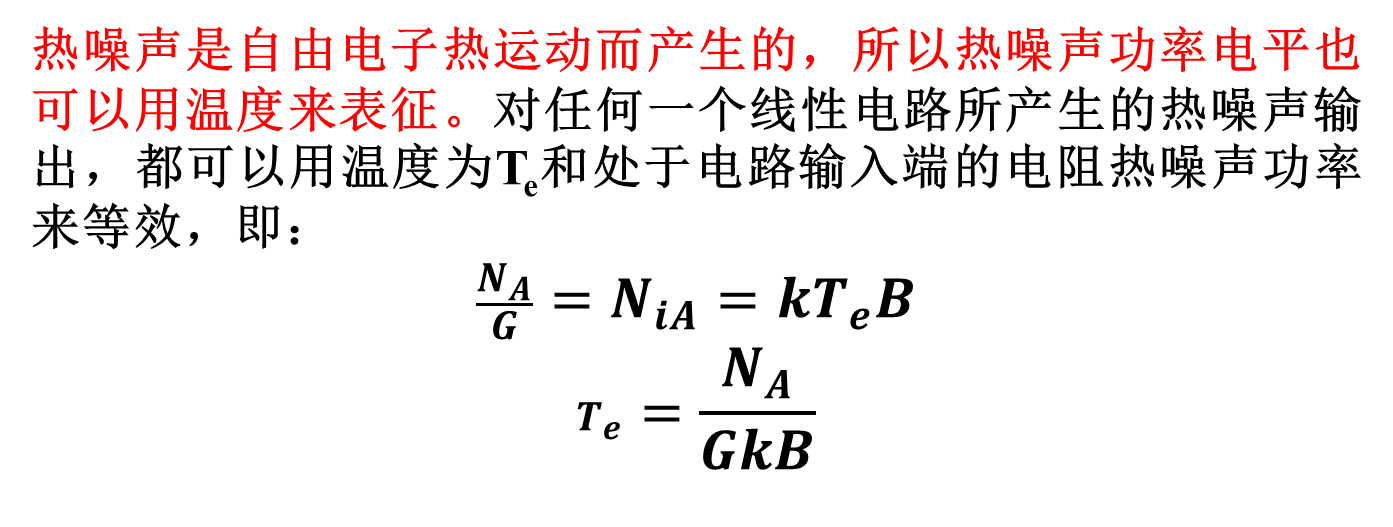 热噪声是自由电子热运动而产生的，所以热噪声功率电平也
可以用温度来表征。对任何一个线性电路所产生的热噪声输
出，都可以用温度为Tₑ和处于电路输入端的电阻热噪声功率
来等效，即：
$\frac{N_A}{G} = N_{iA} = kT_eB$
$T_e = \frac{N_A}{GkB}$